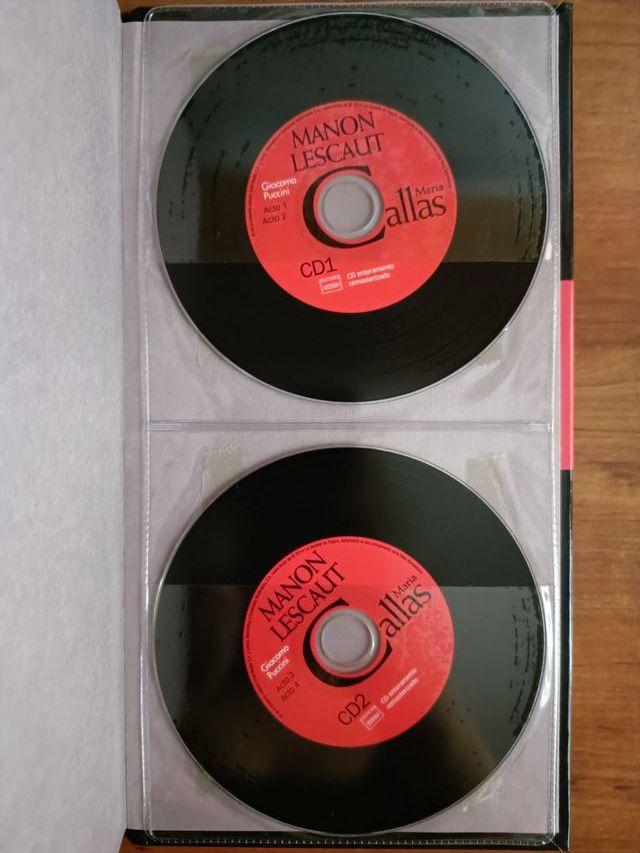 MANON
LESCAUT
Giacomo
Puccini
Maria
Callas
Acto 1
Acto 2
CD1
CD enteramente
remasterizado
MANON
LESCAUT
Giacomo
Puccini
Maria
Callas
Acto 3
Acto 4
CD2
CD enteramente
remasterizado